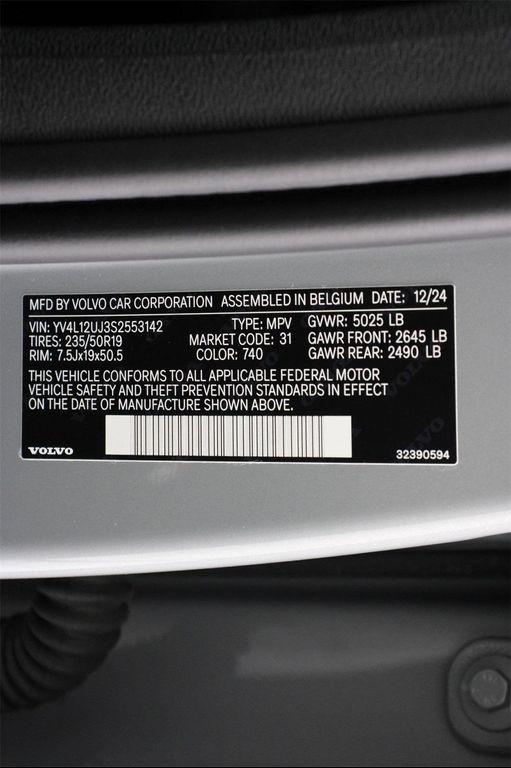 MFD BY VOLVO CAR CORPORATION ASSEMBLED IN BELGIUM DATE: 12/24
VIN: YV4L12UJ3S2553142 TYPE: MPV GVWR: 5025 LB
TIRES: 235/50R19 MARKET CODE: 31 GAWR FRONT: 2645 LB
RIM: 7.5Jx19x50.5 COLOR: 740 GAWR REAR: 2490 LB
THIS VEHICLE CONFORMS TO ALL APPLICABLE FEDERAL MOTOR
VEHICLE SAFETY AND THEFT PREVENTION STANDARDS IN EFFECT
ON THE DATE OF MANUFACTURE SHOWN ABOVE.
VOLVO 32390594